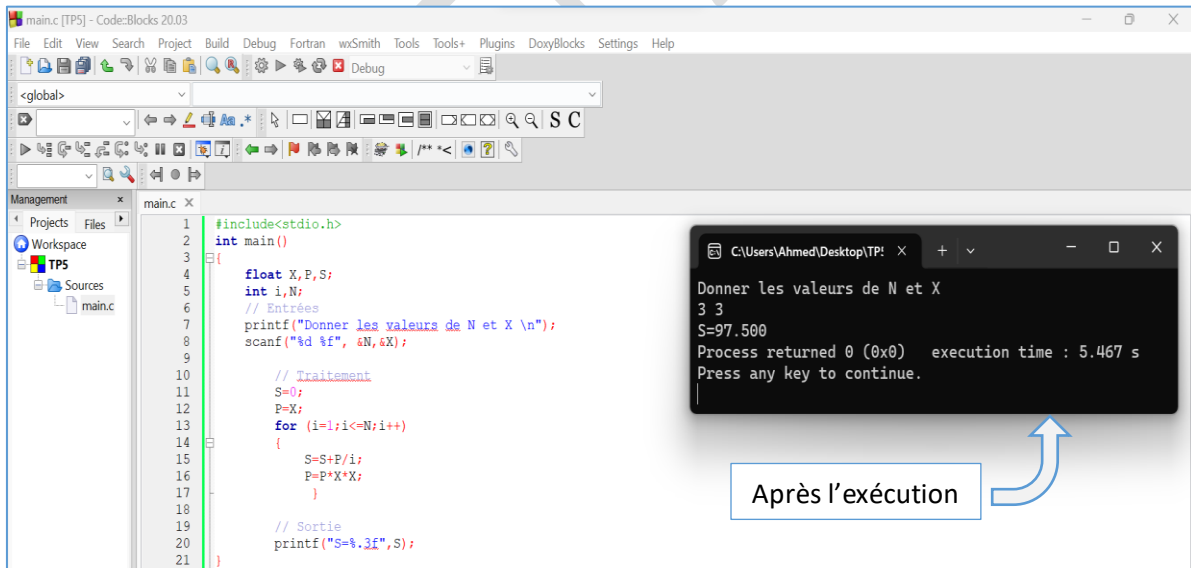 main.c [TP5] - Code::Blocks 20.03
File Edit View Search Project Build Debug Fortran wxSmith Tools Tools+ Plugins DoxyBlocks Settings Help
Debug
<global>
Aa .* S C
/** *<
Management ×
Projects Files
main.c ×
Workspace
TP5
Sources
main.c
1 #include<stdio.h>
2 int main()
3 {
4 float X,P,S;
5 int i,N;
6 // Entrées
7 printf("Donner les valeurs de N et X \n");
8 scanf("%d %f", &N,&X);
9
10 // Traitement
11 S=0;
12 P=X;
13 for (i=1;i<=N;i++)
14 {
15 S=S+P/i;
16 P=P*X*X;
17 }
18
19 // Sortie
20 printf("S=%.3f",S);
21 }
C:\Users\Ahmed\Desktop\TP! ×
Donner les valeurs de N et X
3 3
S=97.500
Process returned 0 (0x0) execution time : 5.467 s
Press any key to continue.
Après l'exécution